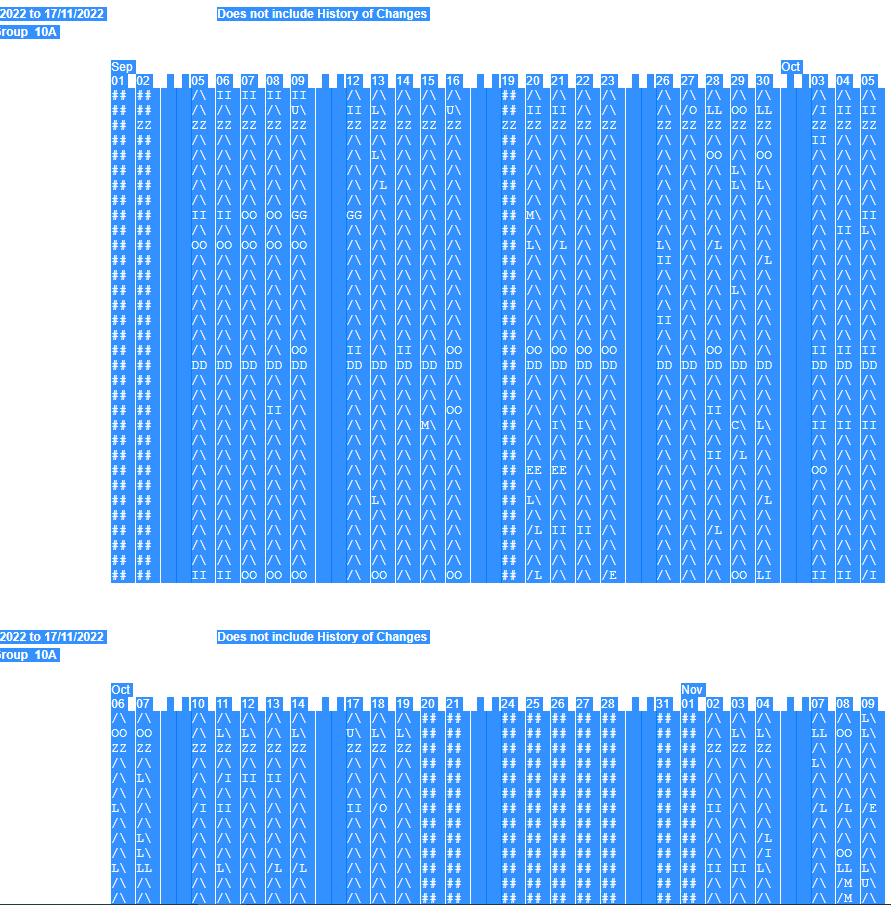 2022 to 17/11/2022 Does not include History of Changes
Group 10A
Sep Oct
01 02 05 06 07 08 09 12 13 14 15 16 19 20 21 22 23 26 27 28 29 30 03 04 05
## ## /\ II II II II /\ /\ /\ /\ /\ ## /\ /\ /\ /\ /\ /\ /\ /\ /\ /\ /\ /\
## ## /\ /\ /\ /\ U\ II L\ /\ /\ U\ ## II II /\ /\ /\ /O LL OO LL /I II II
## ZZ ZZ ZZ ZZ ZZ ZZ ZZ ZZ ZZ ZZ ZZ ZZ ZZ ZZ ZZ ZZ ZZ ZZ ZZ ZZ ZZ ZZ ZZ ZZ
## ## /\ /\ /\ /\ /\ /\ /\ /\ /\ /\ ## /\ /\ /\ /\ /\ /\ /\ /\ /\ II /\ /\
## ## /\ /\ /\ /\ /\ /\ L\ /\ /\ /\ ## /\ /\ /\ /\ /\ /\ OO /\ OO /\ /\ /\
## ## /\ /\ /\ /\ /\ /\ /\ /\ /\ /\ ## /\ /\ /\ /\ /\ /\ /\ L\ /\ /\ /\ /\
## ## /\ /\ /\ /\ /\ /\ /L /\ /\ /\ ## /\ /\ /\ /\ /\ /\ /\ L\ L\ /\ /\ /\
## ## /\ /\ /\ /\ /\ /\ /\ /\ /\ /\ ## /\ /\ /\ /\ /\ /\ /\ /\ /\ /\ /\ /\
## ## II II OO OO GG GG /\ /\ /\ /\ ## M\ /\ /\ /\ /\ /\ /\ /\ /\ /\ /\ II
## ## /\ /\ /\ /\ /\ /\ /\ /\ /\ /\ ## /\ /\ /\ /\ /\ /\ /\ /\ /\ /\ II L\
## ## OO OO OO OO OO /\ /\ /\ /\ /\ ## L\ /L /\ /\ L\ /\ /L /\ /\ /\ /\ /\
## ## /\ /\ /\ /\ /\ /\ /\ /\ /\ /\ ## /\ /\ /\ /\ II /\ /\ /\ /L /\ /\ /\
## ## /\ /\ /\ /\ /\ /\ /\ /\ /\ /\ ## /\ /\ /\ /\ /\ /\ /\ /\ /\ /\ /\ /\
## ## /\ /\ /\ /\ /\ /\ /\ /\ /\ /\ ## /\ /\ /\ /\ /\ /\ /\ L\ /\ /\ /\ /\
## ## /\ /\ /\ /\ /\ /\ /\ /\ /\ /\ ## /\ /\ /\ /\ /\ /\ /\ /\ /\ /\ /\ /\
## ## /\ /\ /\ /\ /\ /\ /\ /\ /\ /\ ## /\ /\ /\ /\ II /\ /\ /\ /\ /\ /\ /\
## ## /\ /\ /\ /\ /\ /\ /\ /\ /\ /\ ## /\ /\ /\ /\ /\ /\ /\ /\ /\ /\ /\ /\
## ## /\ /\ /\ /\ OO II /\ II /\ OO ## OO OO OO OO /\ /\ OO /\ /\ II II II
## ## DD DD DD DD DD DD DD DD DD DD ## DD DD DD DD DD DD DD DD DD DD DD DD
## ## /\ /\ /\ /\ /\ /\ /\ /\ /\ /\ ## /\ /\ /\ /\ /\ /\ /\ /\ /\ /\ /\ /\
## ## /\ /\ /\ /\ /\ /\ /\ /\ /\ /\ ## /\ /\ /\ /\ /\ /\ /\ /\ /\ /\ /\ /\
## ## /\ /\ /\ II /\ /\ /\ /\ /\ OO ## /\ /\ /\ /\ /\ /\ II /\ /\ /\ /\ /\
## ## /\ /\ /\ /\ /\ /\ /\ /\ M\ /\ ## /\ I\ I\ /\ /\ /\ /\ C\ L\ II II II
## ## /\ /\ /\ /\ /\ /\ /\ /\ /\ /\ ## /\ /\ /\ /\ /\ /\ /\ /\ /\ /\ /\ /\
## ## /\ /\ /\ /\ /\ /\ /\ /\ /\ /\ ## /\ /\ /\ /\ /\ /\ II /L /\ /\ /\ /\
## ## /\ /\ /\ /\ /\ /\ /\ /\ /\ /\ ## EE EE /\ /\ /\ /\ /\ /\ /\ OO /\ /\
## ## /\ /\ /\ /\ /\ /\ /\ /\ /\ /\ ## /\ /\ /\ /\ /\ /\ /\ /\ /\ /\ /\ /\
## ## /\ /\ /\ /\ /\ /\ L\ /\ /\ /\ ## L\ /\ /\ /\ /\ /\ /\ /\ /L /\ /\ /\
## ## /\ /\ /\ /\ /\ /\ /\ /\ /\ /\ ## /\ /\ /\ /\ /\ /\ /\ /\ /\ /\ /\ /\
## ## /\ /\ /\ /\ /\ /\ /\ /\ /\ /\ ## /L II II /\ /\ /\ /L /\ /\ /\ /\ /\
## ## /\ /\ /\ /\ /\ /\ /\ /\ /\ /\ ## /\ /\ /\ /\ /\ /\ /\ /\ /\ /\ /\ /\
## ## /\ /\ /\ /\ /\ /\ /\ /\ /\ /\ ## /\ /\ /\ /\ /\ /\ /\ /\ /\ /\ /\ /\
## ## II II OO OO OO /\ OO /\ /\ OO ## /L /\ /\ /E /\ /\ /\ OO LI II II /I
2022 to 17/11/2022 Does not include History of Changes
Group 10A
Oct Nov
06 07 10 11 12 13 14 17 18 19 20 21 24 25 26 27 28 31 01 02 03 04 07 08 09
/\ /\ /\ /\ /\ /\ /\ /\ /\ /\ ## ## ## ## ## ## ## ## ## /\ /\ /\ /\ /\ L\
OO OO /\ L\ L\ /\ L\ U\ L\ L\ ## ## ## ## ## ## ## ## ## /\ L\ L\ LL OO L\
ZZ ZZ ZZ ZZ ZZ ZZ ZZ ZZ ZZ ZZ ## ## ## ## ## ## ## ## ## ZZ ZZ ZZ /\ /\ /\
/\ /\ /\ /\ /\ /\ /\ /\ /\ /\ ## ## ## ## ## ## ## ## ## /\ /\ /\ L\ /\ /\
/\ L\ /\ /I II II /\ /\ /\ /\ ## ## ## ## ## ## ## ## ## /\ /\ /\ /\ /\ /\
/\ /\ /\ /\ /\ /\ /\ /\ /\ /\ ## ## ## ## ## ## ## ## ## /\ /\ /\ /\ /\ /\
L\ /\ /I II /\ /\ /\ II /O /\ ## ## ## ## ## ## ## ## ## II /\ /\ /L /L /E
/\ /\ /\ /\ /\ /\ /\ /\ /\ /\ ## ## ## ## ## ## ## ## ## /\ /\ /\ /\ /\ /\
/\ L\ /\ /\ /\ /\ /\ /\ /\ /\ ## ## ## ## ## ## ## ## ## /\ /\ /L /\ /\ /\
/\ L\ /\ /\ /\ /\ /\ /\ /\ /\ ## ## ## ## ## ## ## ## ## /\ /\ /I /\ OO /\
L\ LL /\ L\ /\ /L /L /\ /\ /\ ## ## ## ## ## ## ## ## ## II II L\ /\ LL L\
/\ /\ /\ /\ /\ /\ /\ /\ /\ /\ ## ## ## ## ## ## ## ## ## /\ /\ /\ /\ /M U\
/\ /\ /\ /\ /\ /\ /\ /\ /\ /\ ## ## ## ## ## ## ## ## ## /\ /\ /\ /\ /M /\